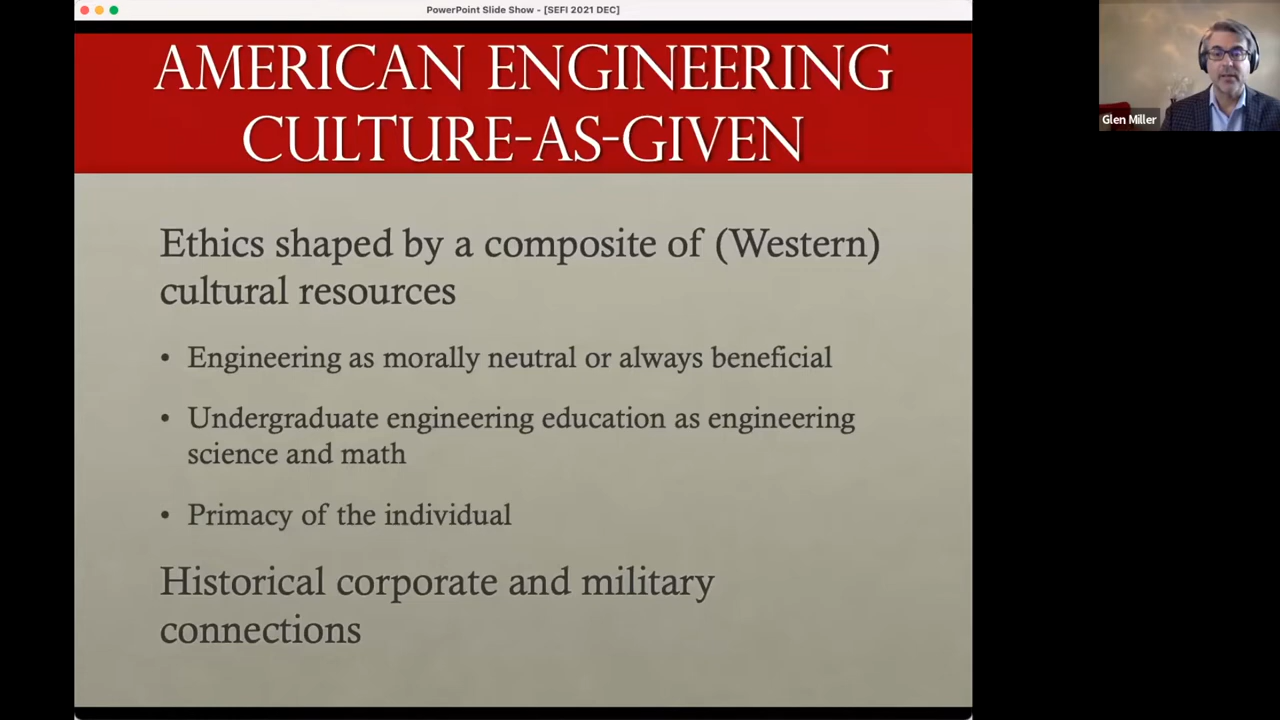 PowerPoint Slide Show - [SEFI 2021 DEC]
AMERICAN ENGINEERING
CULTURE-AS-GIVEN
Ethics shaped by a composite of (Western)
cultural resources
• Engineering as morally neutral or always beneficial
• Undergraduate engineering education as engineering
science and math
• Primacy of the individual
Historical corporate and military
connections
Glen Miller